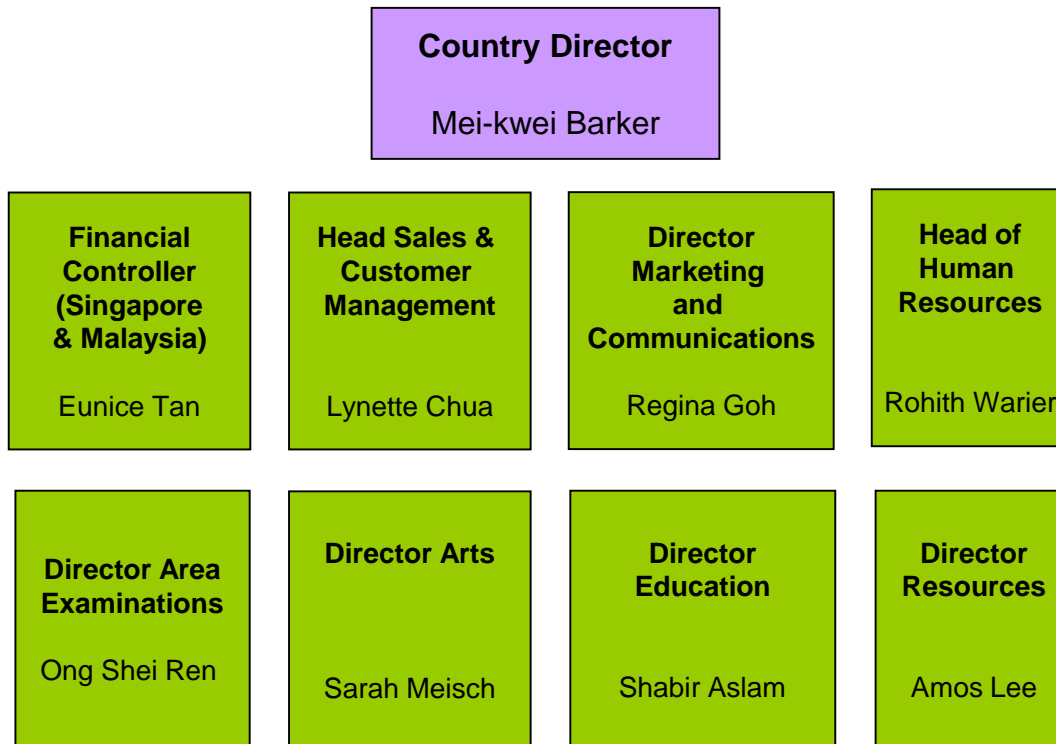 Country Director
Mei-kwei Barker
Financial
Controller
(Singapore
& Malaysia)
Eunice Tan
Head Sales &
Customer
Management
Lynette Chua
Director
Marketing
and
Communications
Regina Goh
Head of
Human
Resources
Rohith Warier
Director Area
Examinations
Ong Shei Ren
Director Arts
Sarah Meisch
Director
Education
Shabir Aslam
Director
Resources
Amos Lee